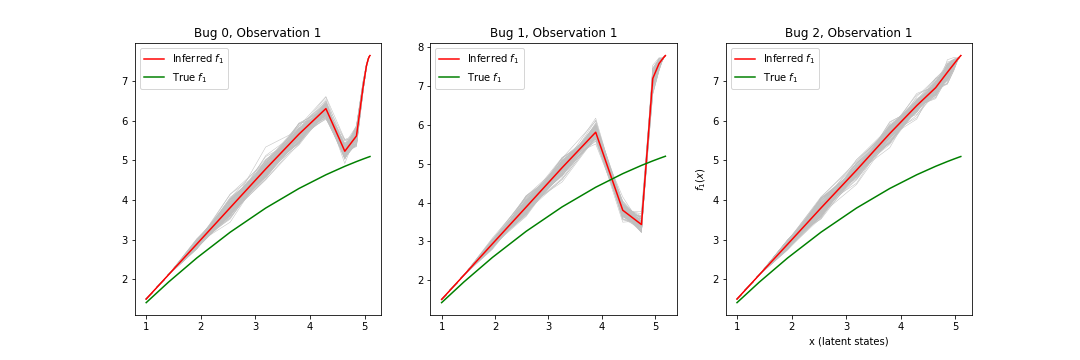 Bug 0, Observation 1
Inferred f₁
True f₁
7
6
5
4
3
2
1 2 3 4 5
Bug 1, Observation 1
Inferred f₁
True f₁
8
7
6
5
4
3
2
1 2 3 4 5
Bug 2, Observation 1
Inferred f₁
True f₁
f₁(x)
7
6
5
4
3
2
1 2 3 4 5
x (latent states)